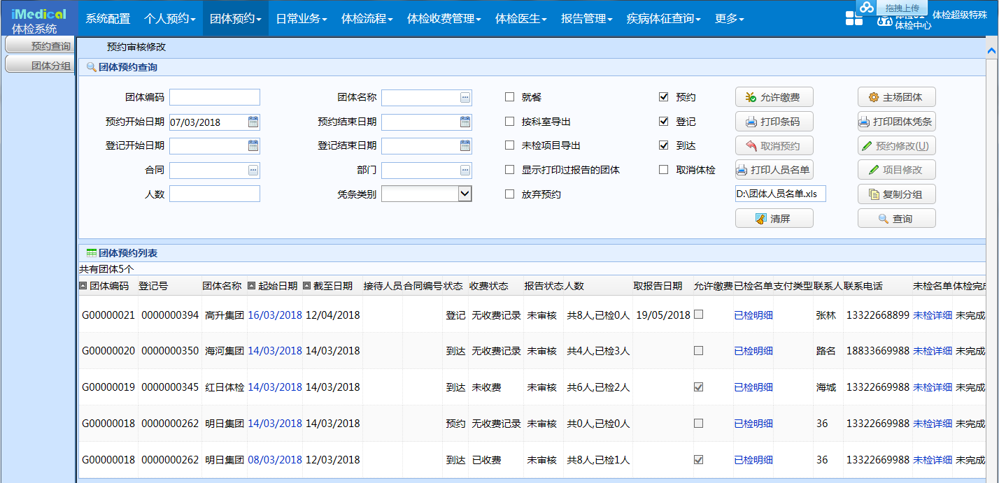 iMedical
体检系统
系统配置 个人预约 团体预约 日常业务 体检流程 体检收费管理 体检医生 报告管理 疾病体征查询 更多
拖拽上传
体检超级特殊
体检中心
预约查询
团体分组
预约审核修改
团体预约查询
团体编码 团体名称 就餐 预约 允许缴费 主场团体
预约开始日期 07/03/2018 预约结束日期 按科室导出 登记 打印条码 打印团体凭条
登记开始日期 登记结束日期 未检项目导出 到达 取消预约 预约修改(U)
合同 部门 显示打印过报告的团体 取消体检 打印人员名单 项目修改
人数 凭条类别 放弃预约 D:\团体人员名单.xls 复制分组
清屏 查询
团体预约列表
共有团体5个
团体编码 登记号 团体名称 起始日期 截至日期 接待人员 合同编号 状态 收费状态 报告状态 人数 取报告日期 允许缴费 已检名单 支付类型 联系人 联系电话 未检名单 体检完成
G00000021 0000000394 高升集团 16/03/2018 12/04/2018 登记 无收费记录 未审核 共8人,已检0人 19/05/2018 已检明细 张林 13322668899 未检详细 未完成
G00000020 0000000350 海河集团 14/03/2018 14/03/2018 到达 无收费记录 未审核 共4人,已检3人 已检明细 路名 18833669988 未检详细 未完成
G00000019 0000000345 红日体检 14/03/2018 14/03/2018 到达 未收费 未审核 共6人,已检2人 已检明细 海城 13322669988 未检详细 未完成
G00000018 0000000262 明日集团 14/03/2018 14/03/2018 预约 无收费记录 未审核 共0人,已检0人 已检明细 36 13322669988 未检详细 未完成
G00000018 0000000262 明日集团 08/03/2018 12/03/2018 到达 已收费 未审核 共8人,已检1人 已检明细 36 13322669988 未检详细 未完成